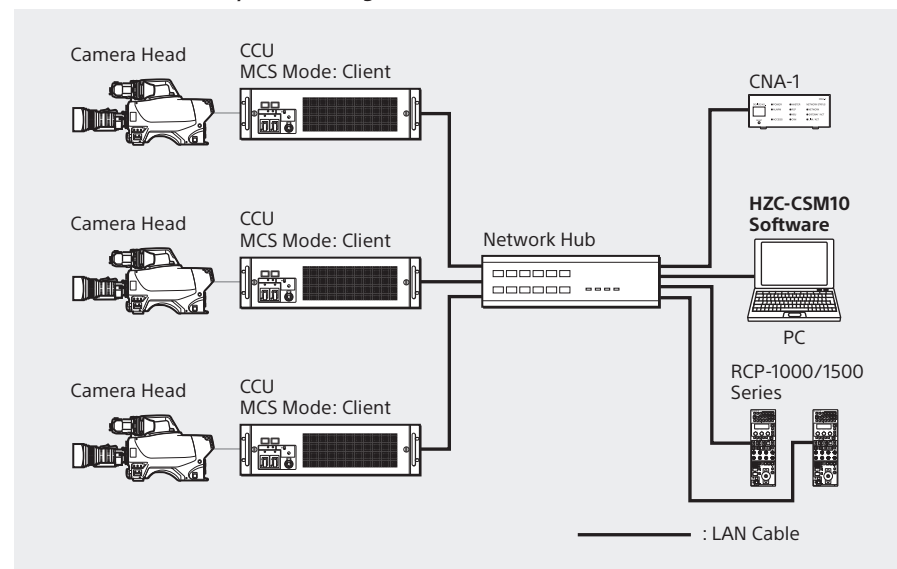 Camera Head
CCU
MCS Mode: Client
CNA-1
HZC-CSM10
Software
Camera Head
CCU
MCS Mode: Client
Network Hub
PC
RCP-1000/1500
Series
Camera Head
CCU
MCS Mode: Client
: LAN Cable